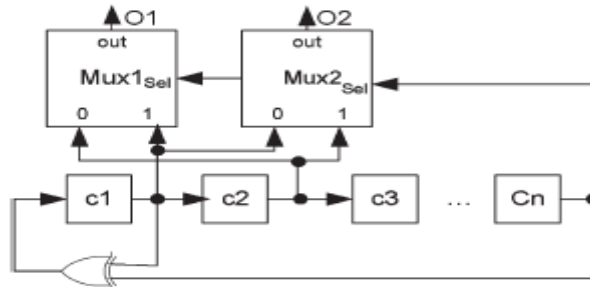 O1 O2
out out
Mux1Sel Mux2Sel
0 1 0 1
c1 c2 c3 ... Cn